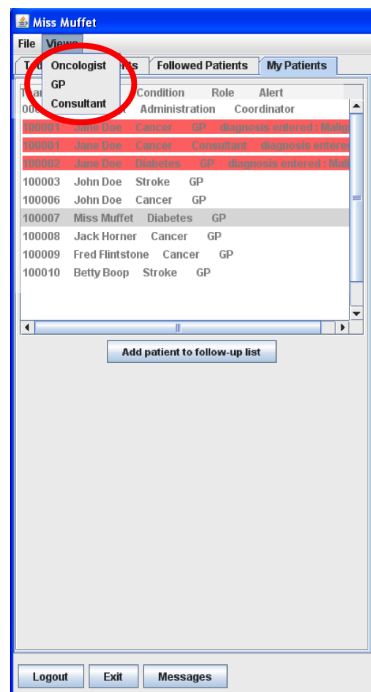 Miss Muffet
File Views
Oncologist ts Followed Patients My Patients
GP
Condition Role Alert
Consultant Administration Coordinator
100001 Jane Doe Cancer GP diagnosis entered : Malig
100001 Jane Doe Cancer Consultant diagnosis entere
100002 Jane Doe Diabetes GP diagnosis entered : Mali
100003 John Doe Stroke GP
100006 John Doe Cancer GP
100007 Miss Muffet Diabetes GP
100008 Jack Horner Cancer GP
100009 Fred Flintstone Cancer GP
100010 Betty Boop Stroke GP
Add patient to follow-up list
Logout Exit Messages